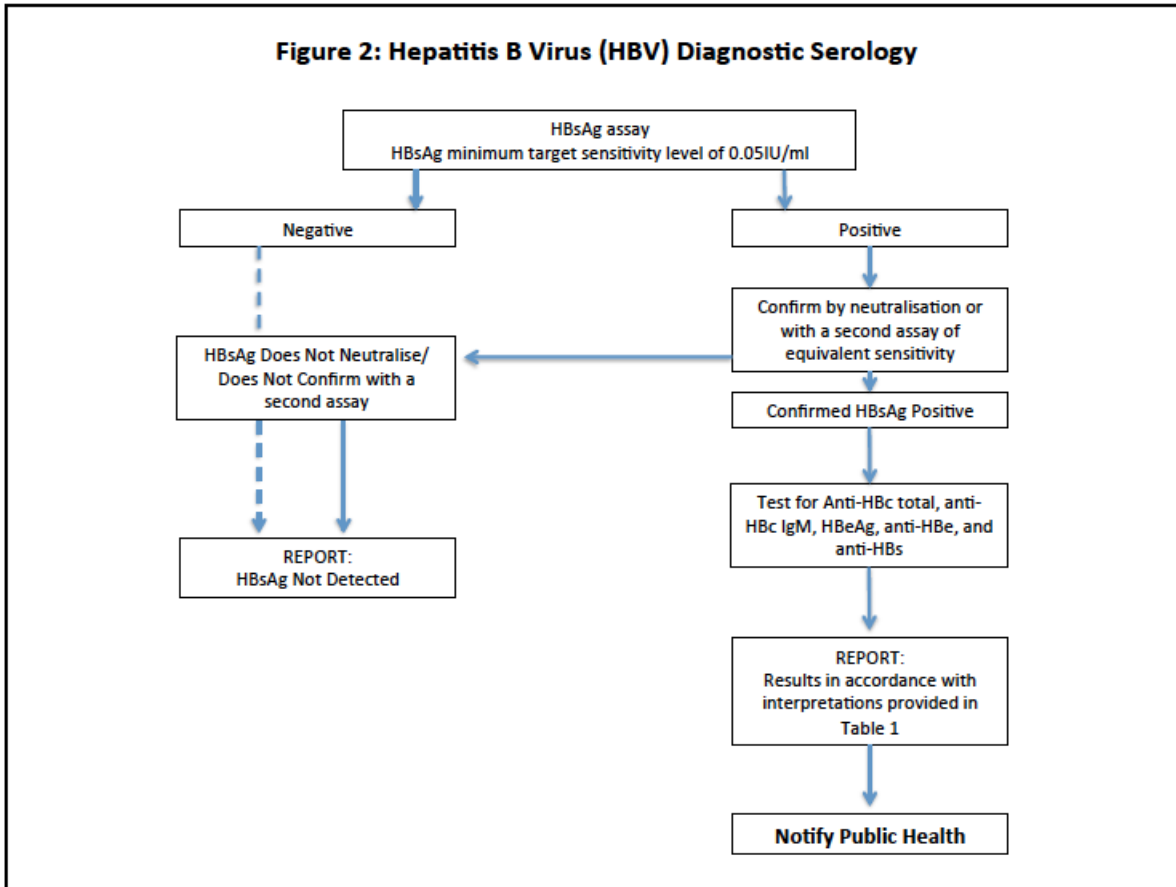 Figure 2: Hepatitis B Virus (HBV) Diagnostic Serology
HBsAg assay
HBsAg minimum target sensitivity level of 0.05IU/ml
Negative
Positive
Confirm by neutralisation or
with a second assay of
equivalent sensitivity
HBsAg Does Not Neutralise/
Does Not Confirm with a
second assay
Confirmed HBsAg Positive
Test for Anti-HBc total, anti-
HBc IgM, HBeAg, anti-HBe, and
anti-HBs
REPORT:
HBsAg Not Detected
REPORT:
Results in accordance with
interpretations provided in
Table 1
Notify Public Health